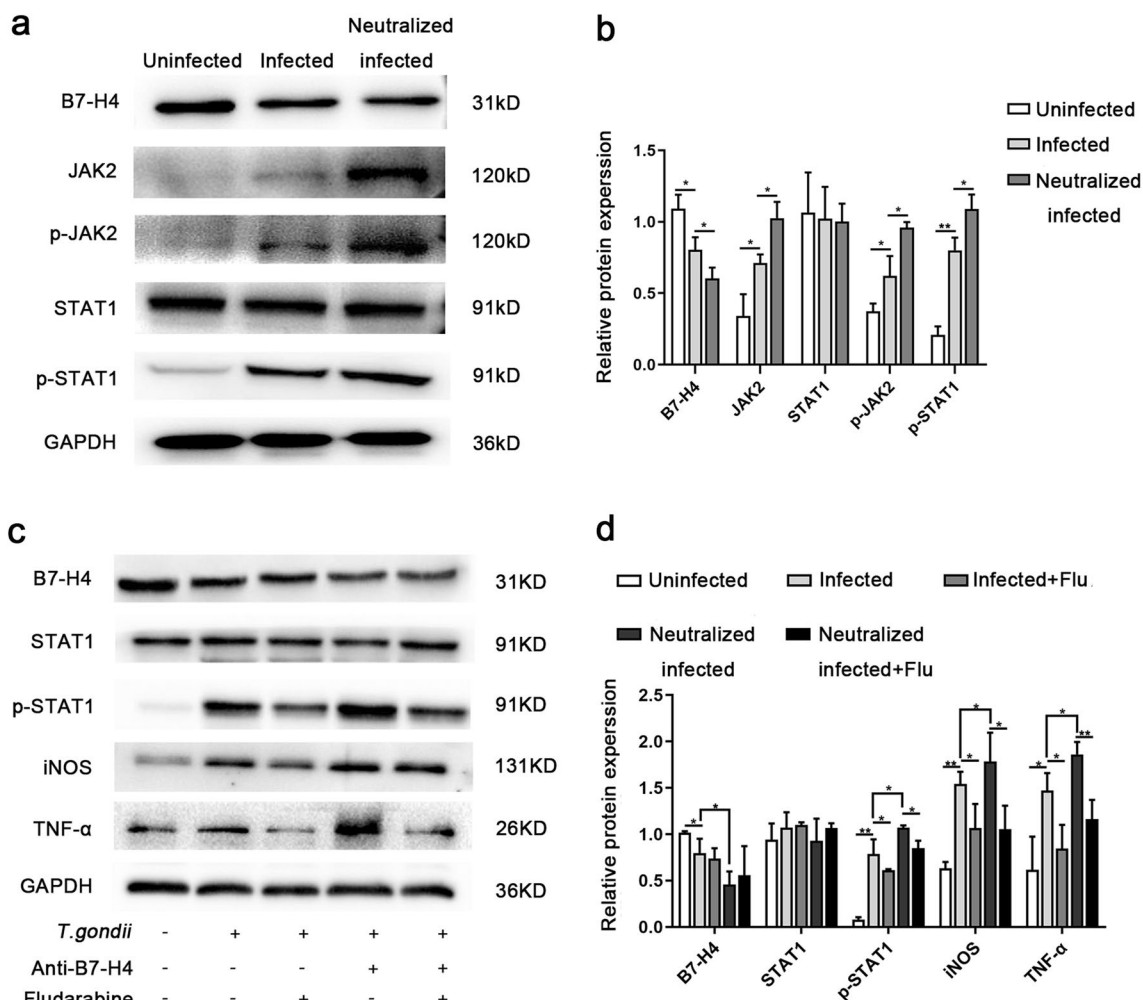 a
Neutralized
Uninfected Infected infected
B7-H4 31kD
JAK2 120kD
p-JAK2 120kD
STAT1 91kD
p-STAT1 91kD
GAPDH 36kD
b
Uninfected
Infected
Neutralized
infected
Relative protein experssion
1.5
1.0
0.5
0.0
* * * * * * ** *
B7-H4 JAK2 STAT1 p-JAK2 p-STAT1
c
B7-H4 31KD
STAT1 91KD
p-STAT1 91KD
iNOS 131KD
TNF-α 26KD
GAPDH 36KD
T.gondii - + + + +
Anti-B7-H4 - - - + +
Fludarabine - - + - +
d
Uninfected Infected Infected+Flu
Neutralized Neutralized
infected infected+Flu
Relative protein experssion
2.5
2.0
1.5
1.0
0.5
0.0
* * ** * * * ** * * * * * * **
B7-H4 STAT1 p-STAT1 iNOS TNF-α